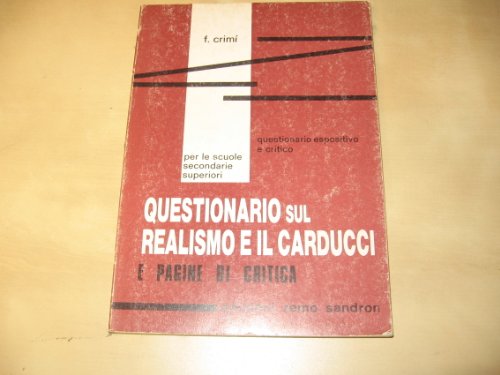 f. crimi
questionario espositivo
e critico
per le scuole
secondarie
superiori
QUESTIONARIO SUL
REALISMO E IL CARDUCCI
E PAGINE DI CRITICA
remo sandron